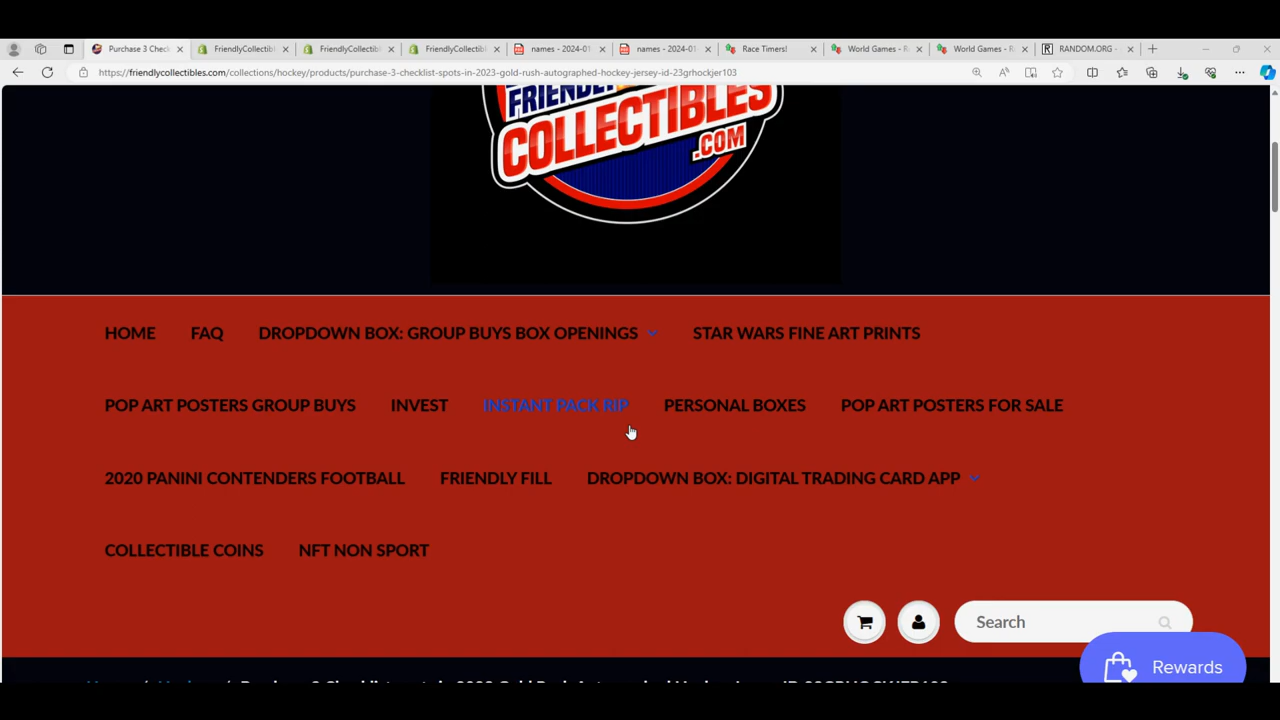 Purchase 3 Check
FriendlyCollectibl
FriendlyCollectibl
FriendlyCollectibl
names - 2024-01
names - 2024-01
Race Timers!
World Games - R
World Games - R
RANDOM.ORG -
https://friendlycollectibles.com/collections/hockey/products/purchase-3-checklist-spots-in-2023-gold-rush-autographed-hockey-jersey-id-23grhockjer103
FRIENDLY
COLLECTIBLES
.COM
HOME FAQ DROPDOWN BOX: GROUP BUYS BOX OPENINGS STAR WARS FINE ART PRINTS
POP ART POSTERS GROUP BUYS INVEST INSTANT PACK RIP PERSONAL BOXES POP ART POSTERS FOR SALE
2020 PANINI CONTENDERS FOOTBALL FRIENDLY FILL DROPDOWN BOX: DIGITAL TRADING CARD APP
COLLECTIBLE COINS NFT NON SPORT
Search
Rewards